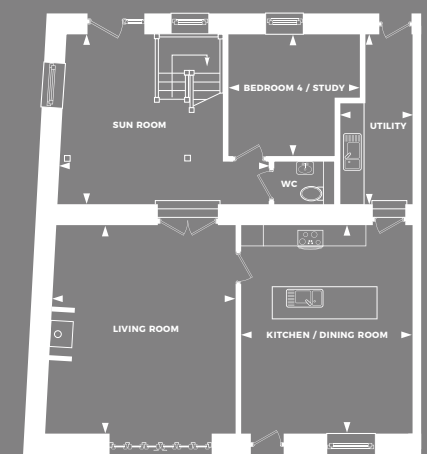 BEDROOM 4 / STUDY
SUN ROOM
UTILITY
WC
LIVING ROOM
KITCHEN / DINING ROOM